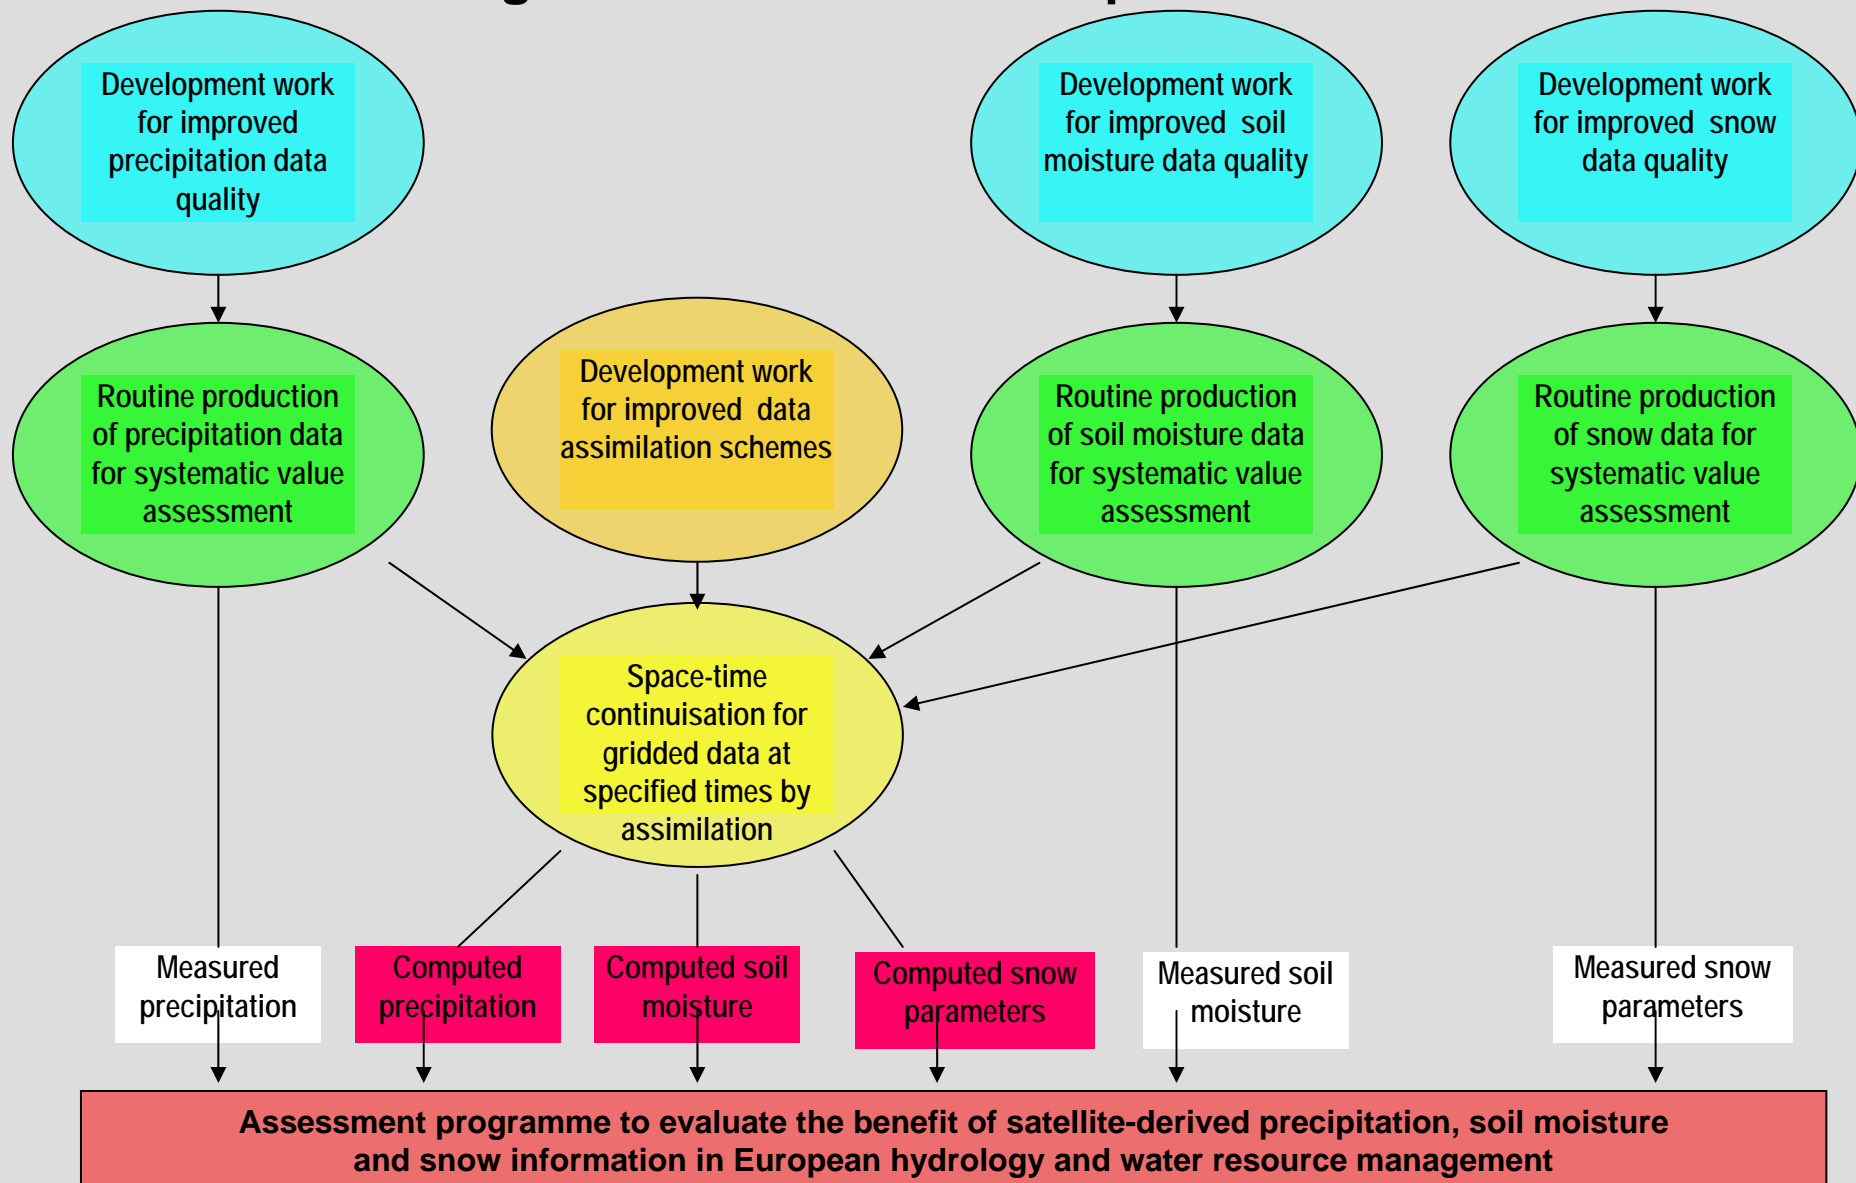 Development work
for improved
precipitation data
quality
Development work
for improved soil
moisture data quality
Development work
for improved snow
data quality
Routine production
of precipitation data
for systematic value
assessment
Development work
for improved data
assimilation schemes
Routine production
of soil moisture data
for systematic value
assessment
Routine production
of snow data for
systematic value
assessment
Space-time
continuisation for
gridded data at
specified times by
assimilation
Measured
precipitation
Computed
precipitation
Computed soil
moisture
Computed snow
parameters
Measured soil
moisture
Measured snow
parameters
Assessment programme to evaluate the benefit of satellite-derived precipitation, soil moisture
and snow information in European hydrology and water resource management